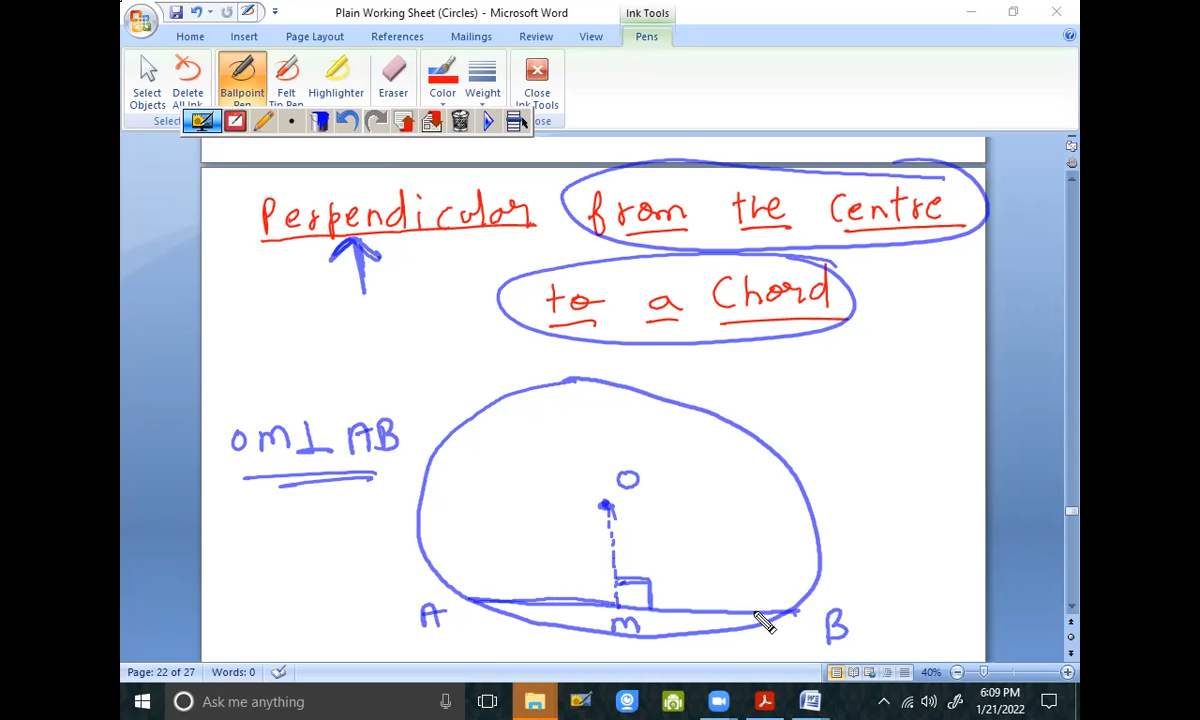 Plain Working Sheet (Circles) - Microsoft Word
Ink Tools
Home Insert Page Layout References Mailings Review View Pens
Select Objects
Delete All Ink
Ballpoint Pen
Felt Tip Pen
Highlighter
Eraser
Color
Weight
Close Ink Tools
Perpendicular from the Centre
to a Chord
OM⊥AB
O
A
M
B
Page: 22 of 27 Words: 0
40%
Ask me anything
6:09 PM
1/21/2022